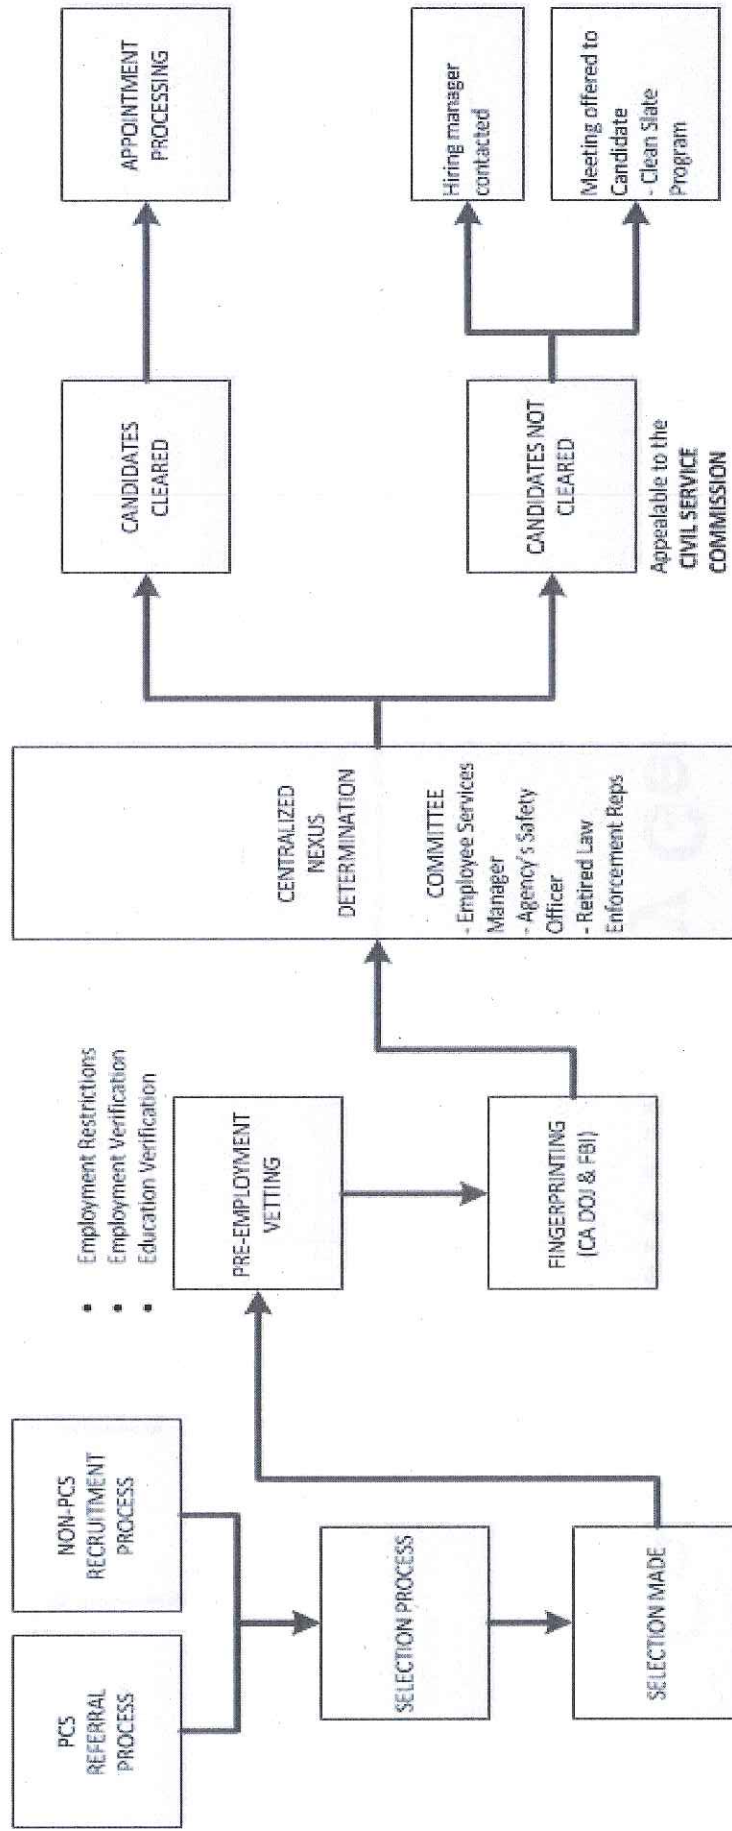 PCS
REFERRAL
PROCESS
NON-PCS
RECRUITMENT
PROCESS
SELECTION PROCESS
SELECTION MADE
• Employment Restrictions
• Employment Verification
• Education Verification
PRE-EMPLOYMENT
VETTING
FINGERPRINTING
(CA DOJ & FBI)
CENTRALIZED
NEXUS
DETERMINATION
COMMITTEE
- Employee Services
Manager
- Agency's Safety
Officer
- Retired Law
Enforcement Reps
CANDIDATES
CLEARED
CANDIDATES NOT
CLEARED
Appealable to the
CIVIL SERVICE
COMMISSION
APPOINTMENT
PROCESSING
Hiring manager
contacted
Meeting offered to
Candidate
- Clean Slate
Program